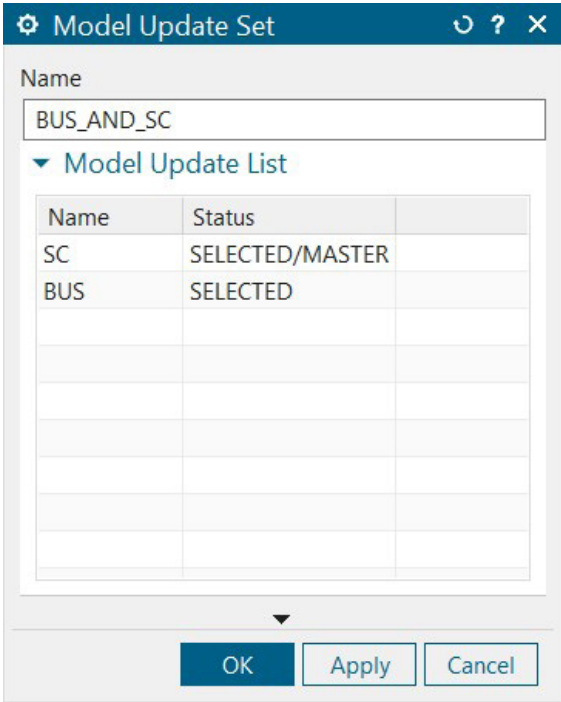 Model Update Set ?
Name
BUS_AND_SC
Model Update List
Name Status
SC SELECTED/MASTER
BUS SELECTED
OK Apply Cancel